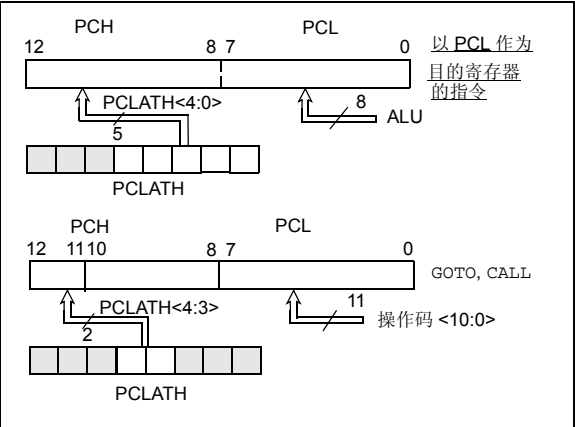 PCH PCL
12 8 7 0
以 PCL 作为
目的寄存器
的指令
PCLATH<4:0>
8
ALU
5
PCLATH
PCH PCL
12 11 10 8 7 0
GOTO, CALL
PCLATH<4:3>
11
操作码 <10:0>
2
PCLATH